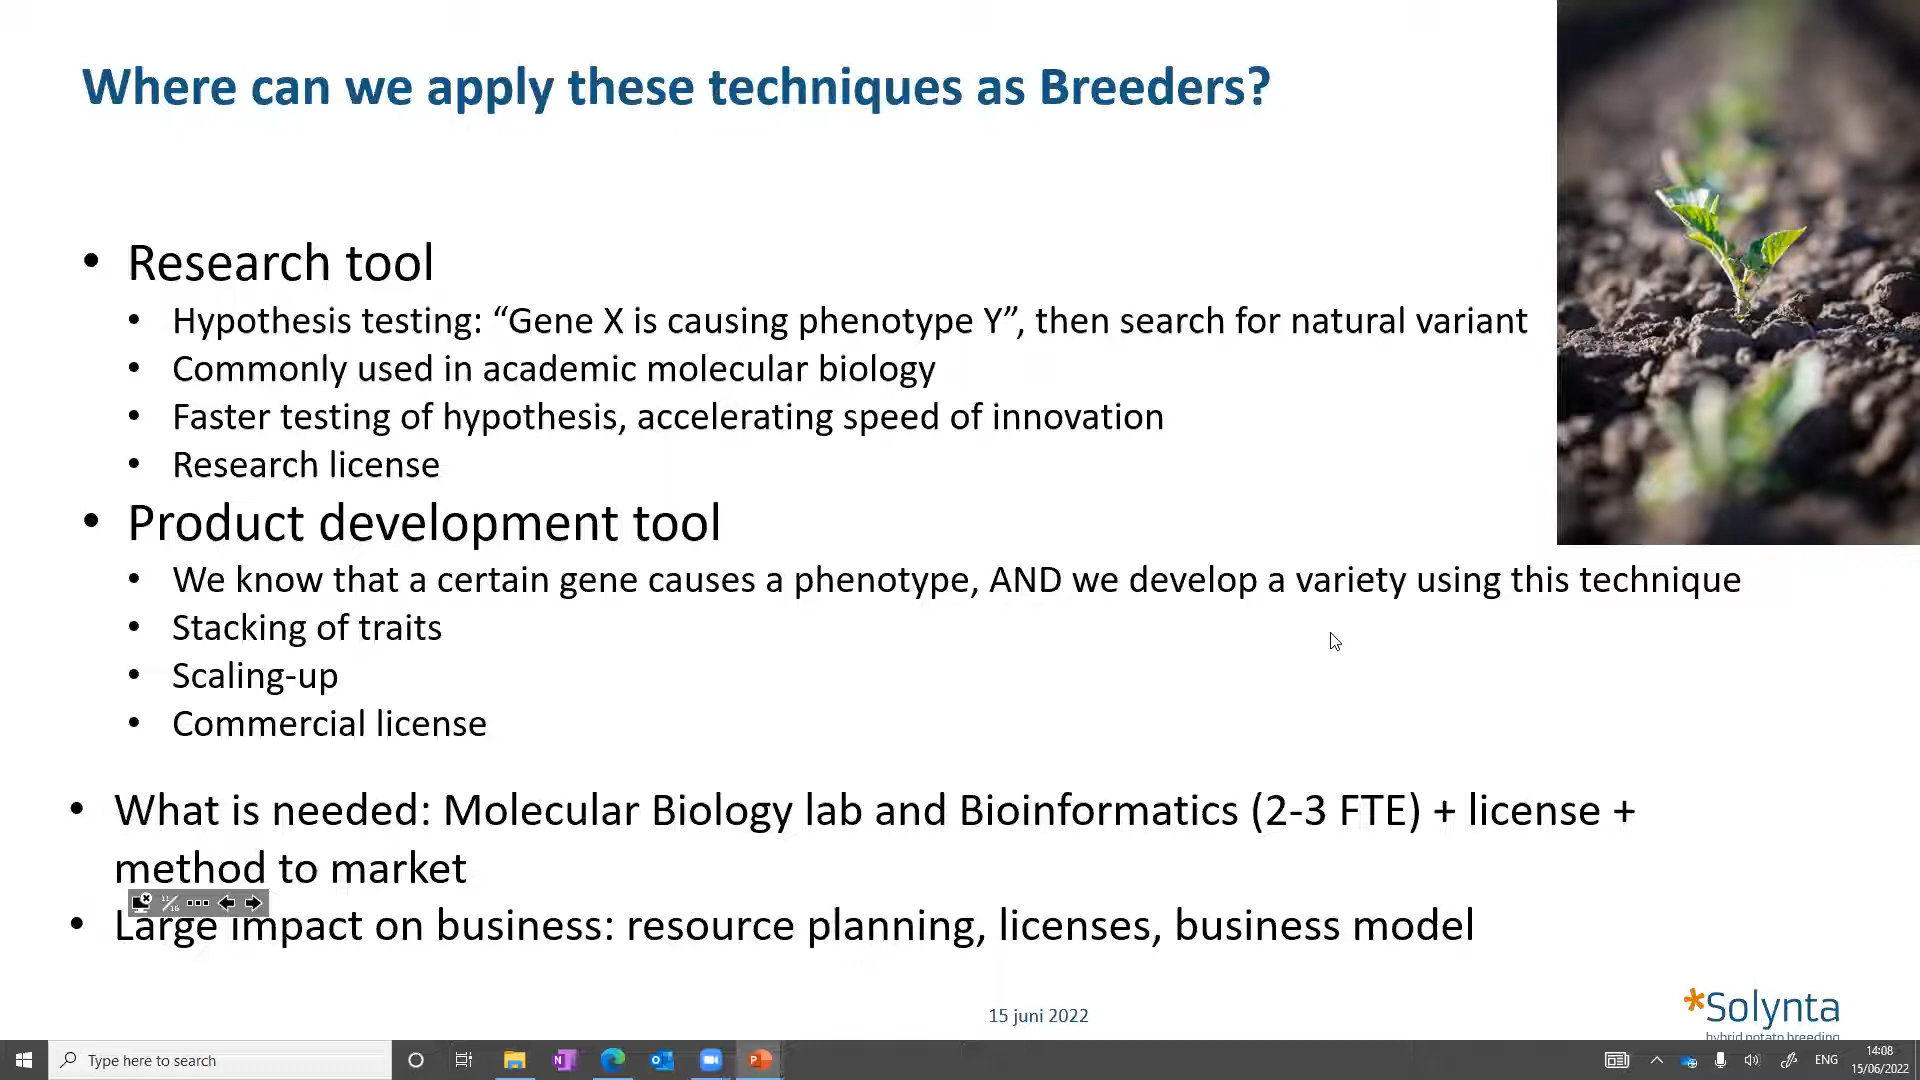 Where can we apply these techniques as Breeders?
• Research tool
• Hypothesis testing: “Gene X is causing phenotype Y”, then search for natural variant
• Commonly used in academic molecular biology
• Faster testing of hypothesis, accelerating speed of innovation
• Research license
• Product development tool
• We know that a certain gene causes a phenotype, AND we develop a variety using this technique
• Stacking of traits
• Scaling-up
• Commercial license
• What is needed: Molecular Biology lab and Bioinformatics (2-3 FTE) + license +
method to market
11/16
• Large impact on business: resource planning, licenses, business model
15 juni 2022
*Solynta
hybrid potato breeding
Type here to search
ENG
14:08
15/06/2022